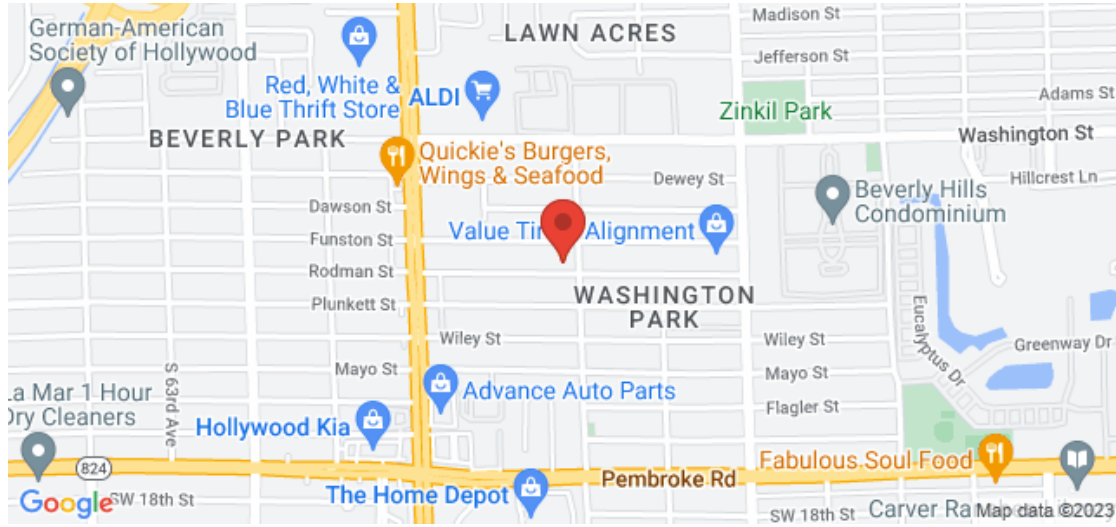 Madison St
German-American
Society of Hollywood
LAWN ACRES
Jefferson St
Red, White &
Blue Thrift Store
ALDI
Adams St
Zinkil Park
BEVERLY PARK
Washington St
Quickie's Burgers,
Wings & Seafood
Dewey St
Hillcrest Ln
Beverly Hills
Condominium
Dawson St
Funston St
Value Ti
Alignment
Rodman St
WASHINGTON
PARK
Plunkett St
Eucalyptus Dr
Wiley St
Wiley St
Greenway Dr
Mayo St
Mayo St
S 63rd Ave
La Mar 1 Hour
Dry Cleaners
Advance Auto Parts
Flagler St
Hollywood Kia
Fabulous Soul Food
824
Pembroke Rd
The Home Depot
Google
SW 18th St
SW 18th St
Carver Ra
Map data ©2023